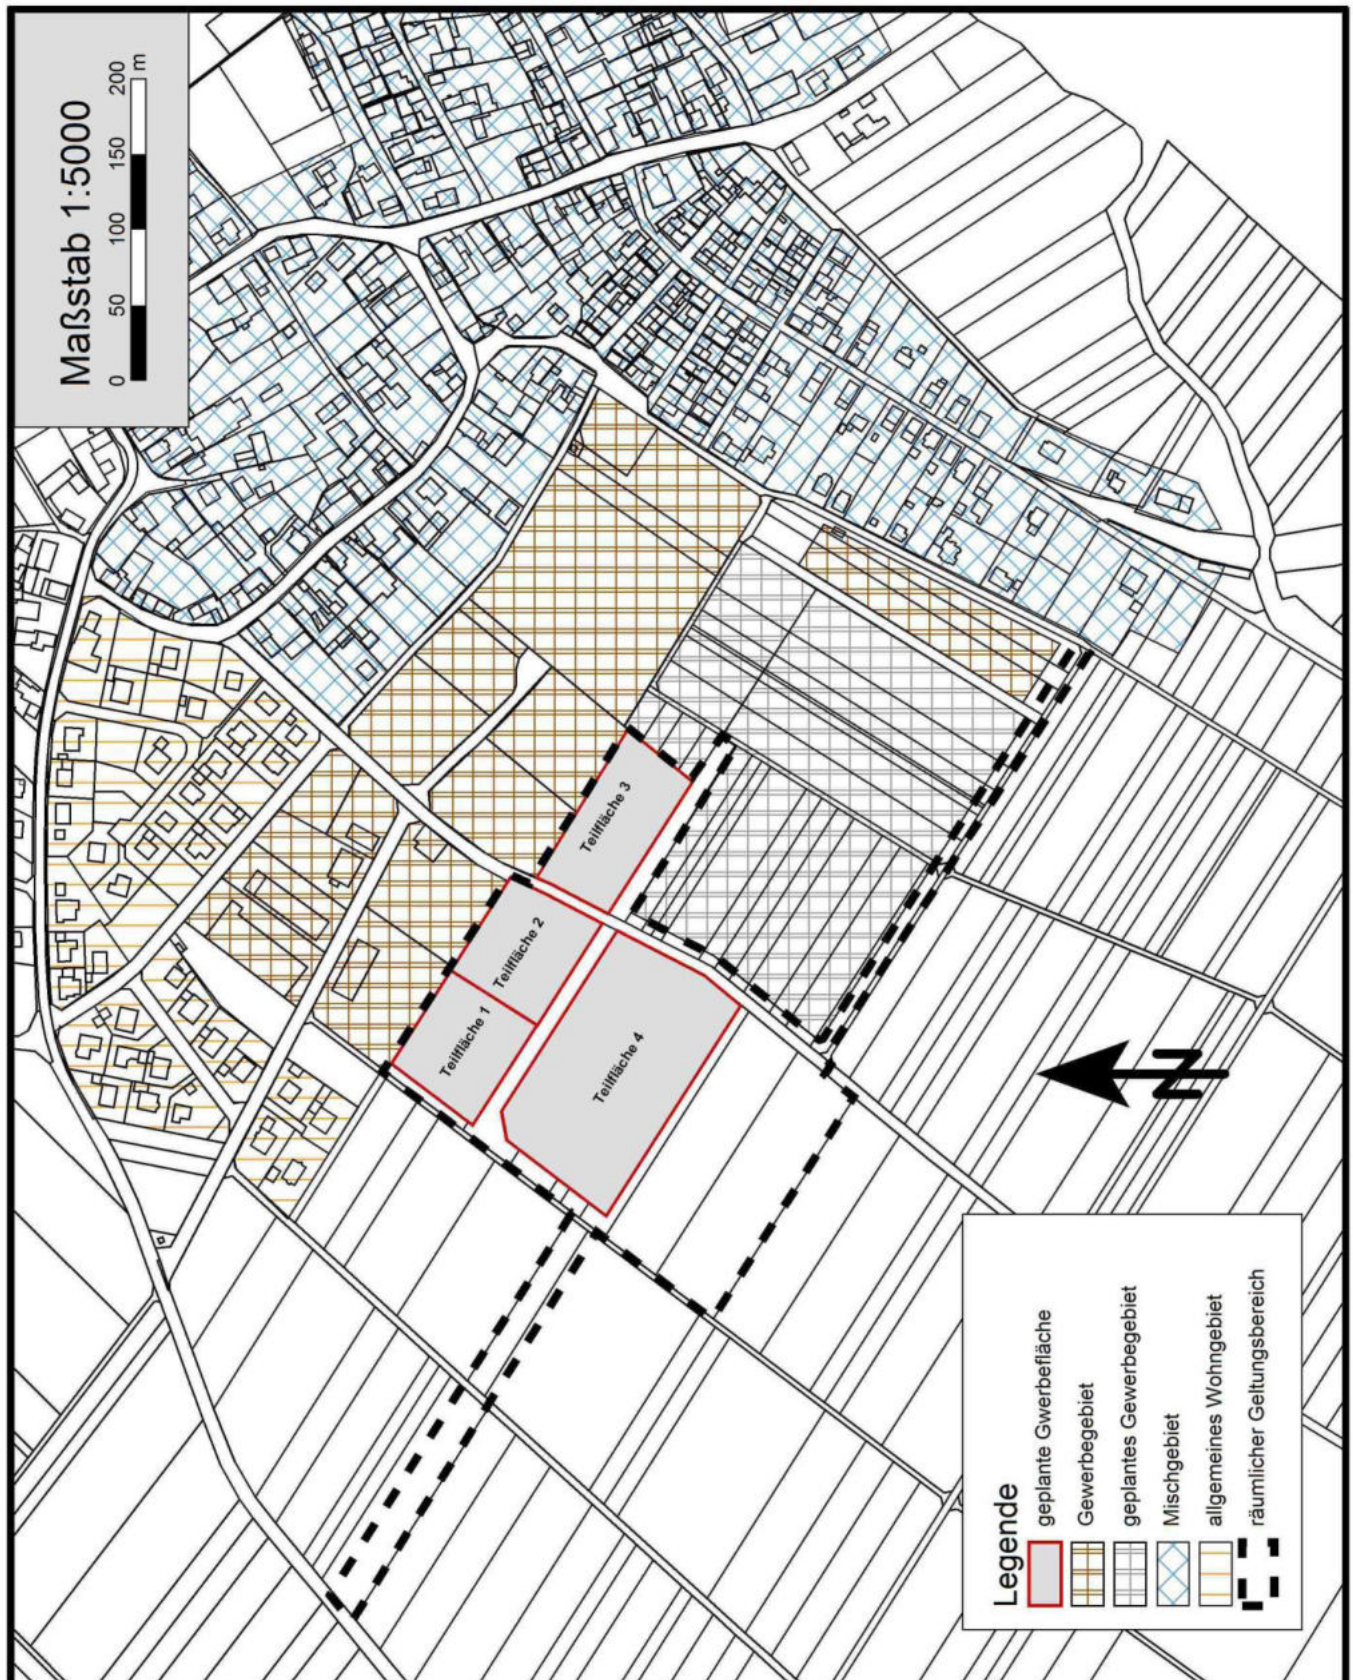 Maßstab 1:5000
0 50 100 150 200
m
Teilfläche 1
Teilfläche 2
Teilfläche 3
Teilfläche 4
N
Legende
geplante Gwerbefläche
Gewerbegebiet
geplantes Gewerbegebiet
Mischgebiet
allgemeines Wohngebiet
räumlicher Geltungsbereich